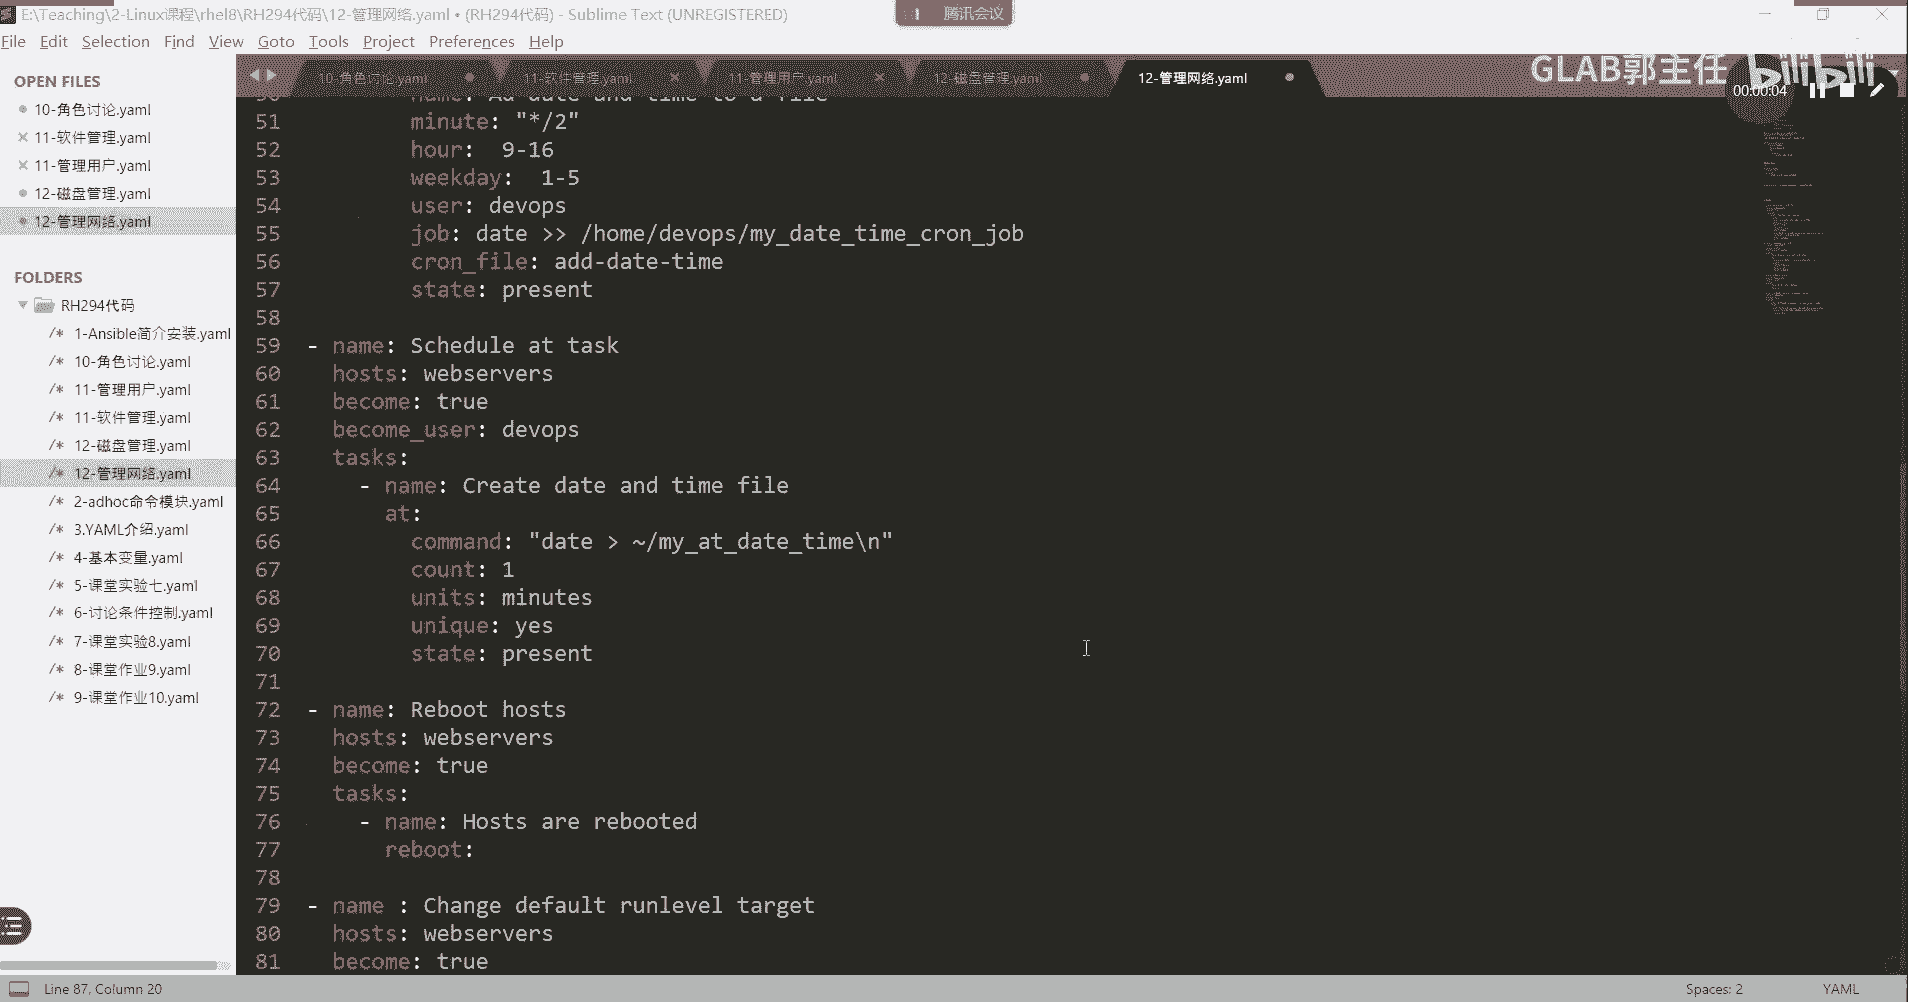 E:\Teaching\2-Linux课程\rhel8\RH294代码\12-管理网络.yaml • (RH294代码) - Sublime Text (UNREGISTERED)
腾讯会议
File Edit Selection Find View Goto Tools Project Preferences Help
GLAB郭主任 bilibili
00:00:04
OPEN FILES
10-角色讨论.yaml
11-软件管理.yaml
11-管理用户.yaml
12-磁盘管理.yaml
12-管理网络.yaml
FOLDERS
RH294代码
/* 1-Ansible简介安装.yaml
/* 10-角色讨论.yaml
/* 11-管理用户.yaml
/* 11-软件管理.yaml
/* 12-磁盘管理.yaml
/* 12-管理网络.yaml
/* 2-adhoc命令模块.yaml
/* 3.YAML介绍.yaml
/* 4-基本变量.yaml
/* 5-课堂实验七.yaml
/* 6-讨论条件控制.yaml
/* 7-课堂实验8.yaml
/* 8-课堂作业9.yaml
/* 9-课堂作业10.yaml
10-角色讨论.yaml 11-软件管理.yaml 11-管理用户.yaml 12-磁盘管理.yaml 12-管理网络.yaml
50 name: Ad date and time to a file
51 minute: "*/2"
52 hour:  9-16
53 weekday:  1-5
54 user: devops
55 job: date >> /home/devops/my_date_time_cron_job
56 cron_file: add-date-time
57 state: present
58
59 - name: Schedule at task
60 hosts: webservers
61 become: true
62 become_user: devops
63 tasks:
64 - name: Create date and time file
65 at:
66 command: "date > ~/my_at_date_time\n"
67 count: 1
68 units: minutes
69 unique: yes
70 state: present
71
72 - name: Reboot hosts
73 hosts: webservers
74 become: true
75 tasks:
76 - name: Hosts are rebooted
77 reboot:
78
79 - name : Change default runlevel target
80 hosts: webservers
81 become: true
Line 87, Column 20
Spaces: 2
YAML